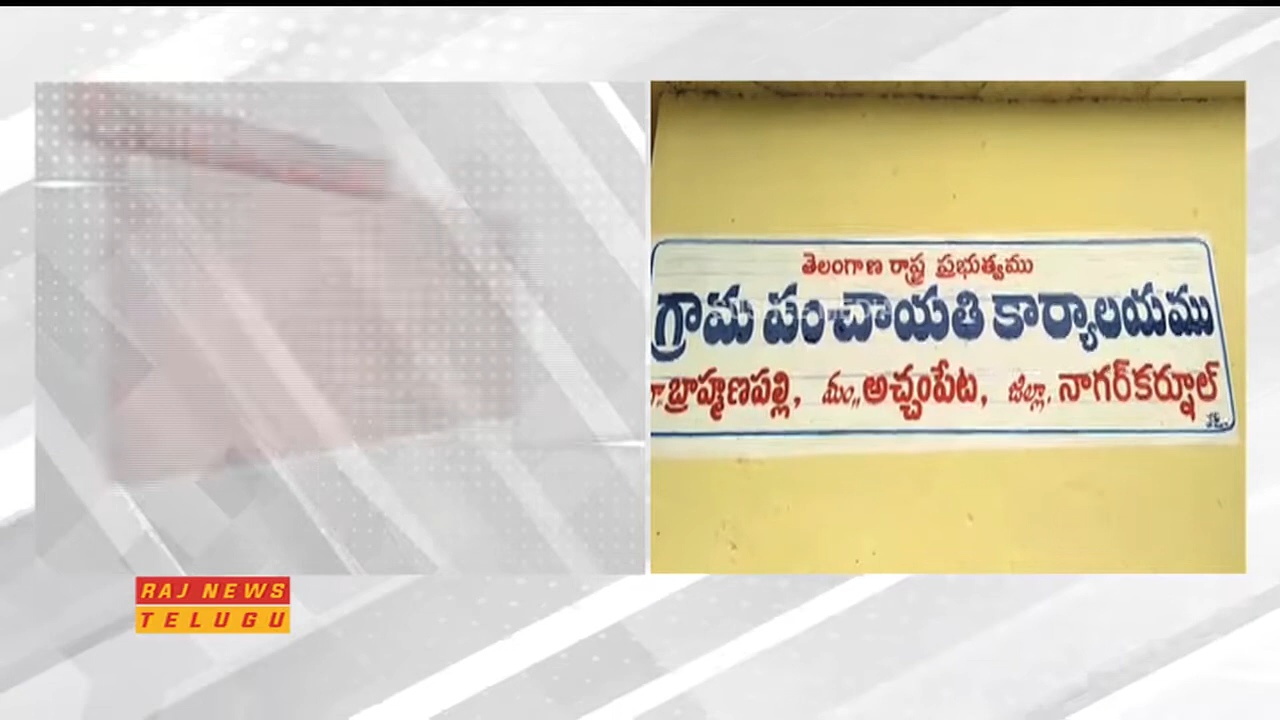 తెలంగాణ రాష్ట్ర ప్రభుత్వము
గ్రామ పంచాయతి కార్యాలయము
గ్రా. బ్రాహ్మణపల్లి, మం,, అచ్చంపేట, జిల్లా. నాగర్‌కర్నూల్
RAJ NEWS
TELUGU